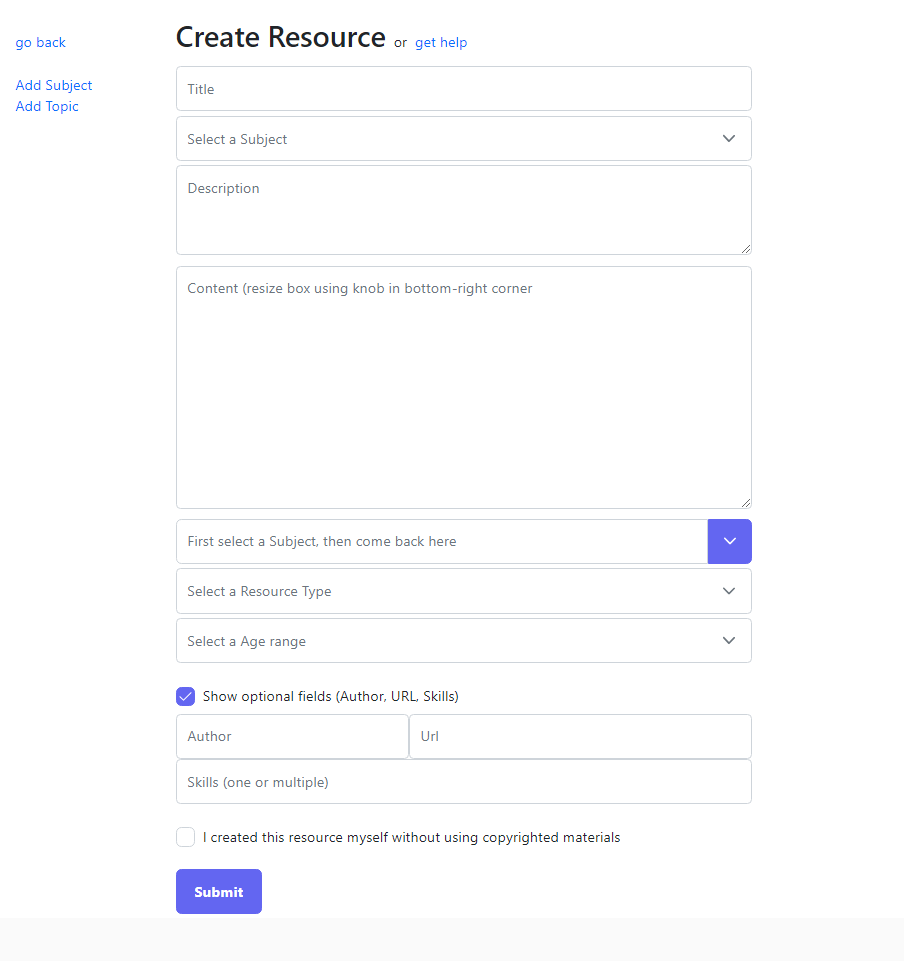 go back
Create Resource or get help
Add Subject
Add Topic
Title
Select a Subject
Description
Content (resize box using knob in bottom-right corner
First select a Subject, then come back here
Select a Resource Type
Select a Age range
Show optional fields (Author, URL, Skills)
Author Url
Skills (one or multiple)
I created this resource myself without using copyrighted materials
Submit